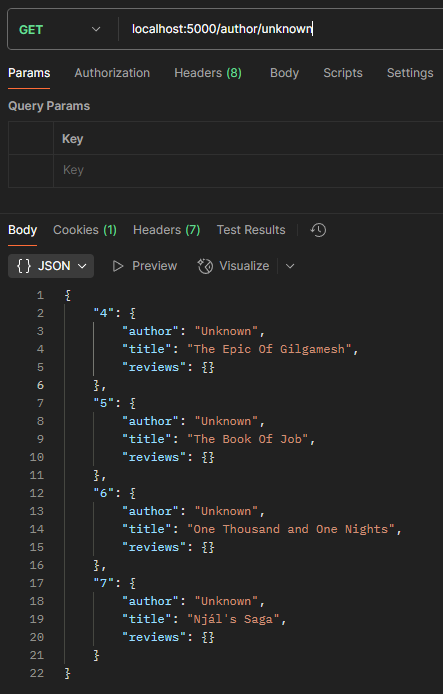 GET localhost:5000/author/unknown
Params Authorization Headers (8) Body Scripts Settings
Query Params
Key
Key
Body Cookies (1) Headers (7) Test Results
{} JSON Preview Visualize
1 {
2 "4": {
3 "author": "Unknown",
4 "title": "The Epic Of Gilgamesh",
5 "reviews": {}
6 },
7 "5": {
8 "author": "Unknown",
9 "title": "The Book Of Job",
10 "reviews": {}
11 },
12 "6": {
13 "author": "Unknown",
14 "title": "One Thousand and One Nights",
15 "reviews": {}
16 },
17 "7": {
18 "author": "Unknown",
19 "title": "Njál's Saga",
20 "reviews": {}
21 }
22 }